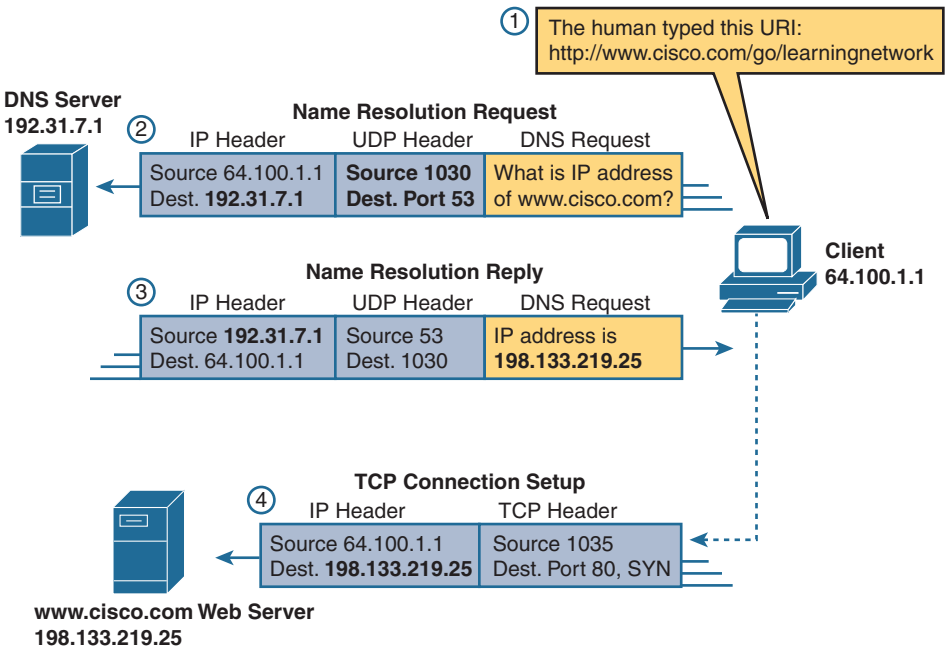 1
The human typed this URI:
http://www.cisco.com/go/learningnetwork
DNS Server
192.31.7.1
2
Name Resolution Request
IP Header
UDP Header
DNS Request
Source 64.100.1.1
Dest. 192.31.7.1
Source 1030
Dest. Port 53
What is IP address
of www.cisco.com?
Client
64.100.1.1
3
Name Resolution Reply
IP Header
UDP Header
DNS Request
Source 192.31.7.1
Dest. 64.100.1.1
Source 53
Dest. 1030
IP address is
198.133.219.25
4
TCP Connection Setup
IP Header
TCP Header
Source 64.100.1.1
Dest. 198.133.219.25
Source 1035
Dest. Port 80, SYN
www.cisco.com Web Server
198.133.219.25